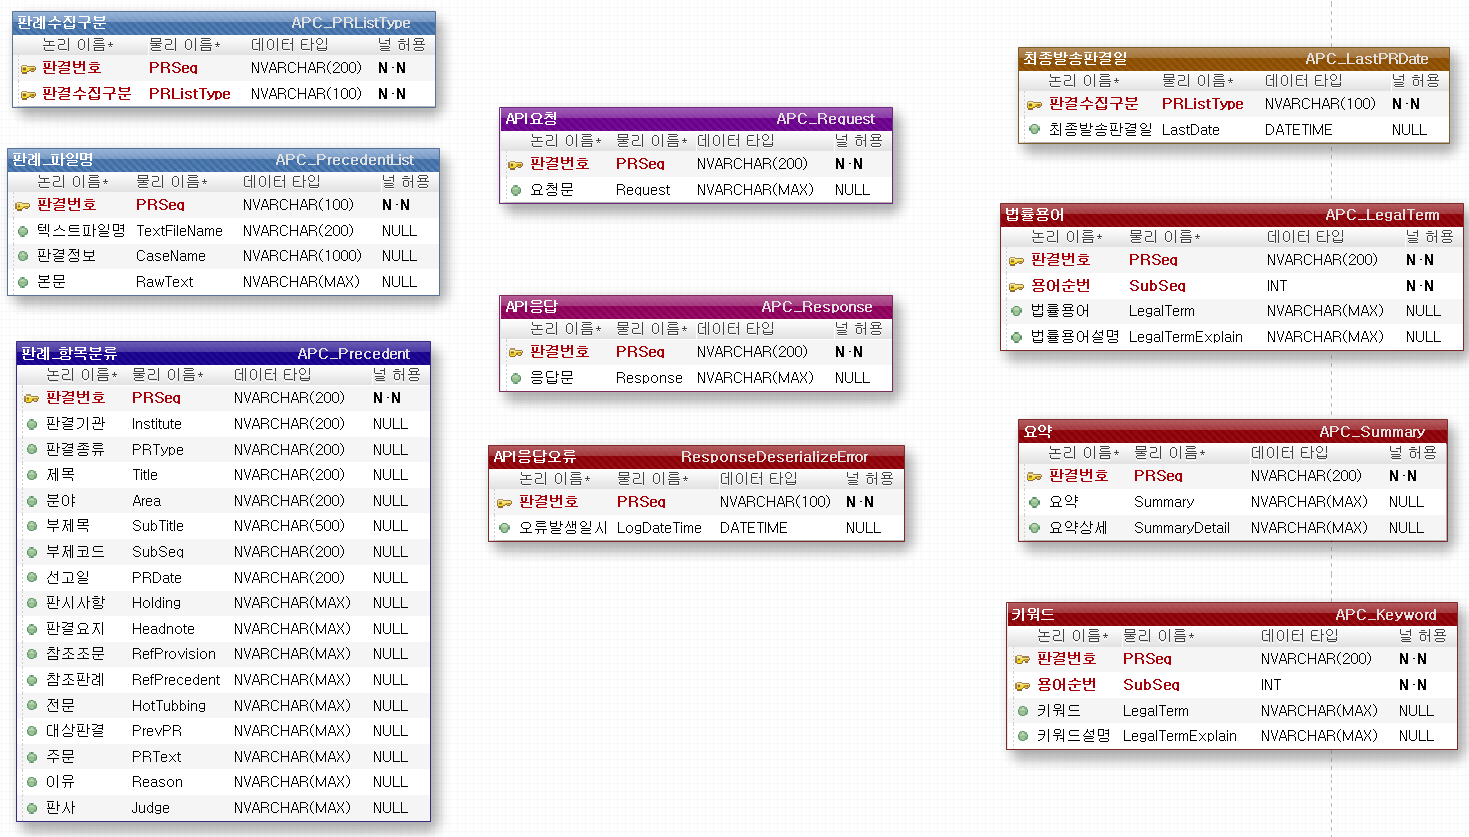 판례수집구분 APC_PRListType
논리 이름* 물리 이름* 데이터 타입 널 허용
판결번호 PRSeq NVARCHAR(200) N·N
판결수집구분 PRListType NVARCHAR(100) N·N
판례_파일명 APC_PrecedentList
논리 이름* 물리 이름* 데이터 타입 널 허용
판결번호 PRSeq NVARCHAR(100) N·N
텍스트파일명 TextFileName NVARCHAR(200) NULL
판결정보 CaseName NVARCHAR(1000) NULL
본문 RawText NVARCHAR(MAX) NULL
판례_항목분류 APC_Precedent
논리 이름* 물리 이름* 데이터 타입 널 허용
판결번호 PRSeq NVARCHAR(200) N·N
판결기관 Institute NVARCHAR(200) NULL
판결종류 PRType NVARCHAR(200) NULL
제목 Title NVARCHAR(200) NULL
분야 Area NVARCHAR(200) NULL
부제목 SubTitle NVARCHAR(500) NULL
부제코드 SubSeq NVARCHAR(200) NULL
선고일 PRDate NVARCHAR(200) NULL
판시사항 Holding NVARCHAR(MAX) NULL
판결요지 Headnote NVARCHAR(MAX) NULL
참조조문 RefProvision NVARCHAR(MAX) NULL
참조판례 RefPrecedent NVARCHAR(MAX) NULL
전문 HotTubbing NVARCHAR(MAX) NULL
대상판결 PrevPR NVARCHAR(MAX) NULL
주문 PRText NVARCHAR(MAX) NULL
이유 Reason NVARCHAR(MAX) NULL
판사 Judge NVARCHAR(MAX) NULL
API요청 APC_Request
논리 이름* 물리 이름* 데이터 타입 널 허용
판결번호 PRSeq NVARCHAR(200) N·N
요청문 Request NVARCHAR(MAX) NULL
API응답 APC_Response
논리 이름* 물리 이름* 데이터 타입 널 허용
판결번호 PRSeq NVARCHAR(200) N·N
응답문 Response NVARCHAR(MAX) NULL
API응답오류 ResponseDeserializeError
논리 이름* 물리 이름* 데이터 타입 널 허용
판결번호 PRSeq NVARCHAR(100) N·N
오류발생일시 LogDateTime DATETIME NULL
최종발송판결일 APC_LastPRDate
논리 이름* 물리 이름* 데이터 타입 널 허용
판결수집구분 PRListType NVARCHAR(100) N·N
최종발송판결일 LastDate DATETIME NULL
법률용어 APC_LegalTerm
논리 이름* 물리 이름* 데이터 타입 널 허용
판결번호 PRSeq NVARCHAR(200) N·N
용어순번 SubSeq INT N·N
법률용어 LegalTerm NVARCHAR(MAX) NULL
법률용어설명 LegalTermExplain NVARCHAR(MAX) NULL
요약 APC_Summary
논리 이름* 물리 이름* 데이터 타입 널 허용
판결번호 PRSeq NVARCHAR(200) N·N
요약 Summary NVARCHAR(MAX) NULL
요약상세 SummaryDetail NVARCHAR(MAX) NULL
키워드 APC_Keyword
논리 이름* 물리 이름* 데이터 타입 널 허용
판결번호 PRSeq NVARCHAR(200) N·N
용어순번 SubSeq INT N·N
키워드 LegalTerm NVARCHAR(MAX) NULL
키워드설명 LegalTermExplain NVARCHAR(MAX) NULL